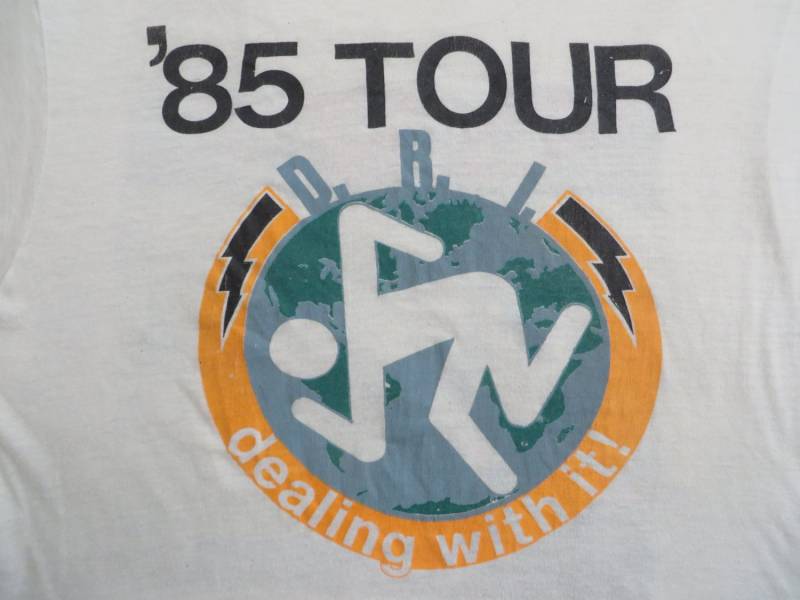 '85 TOUR
D. R. I.
dealing with it!